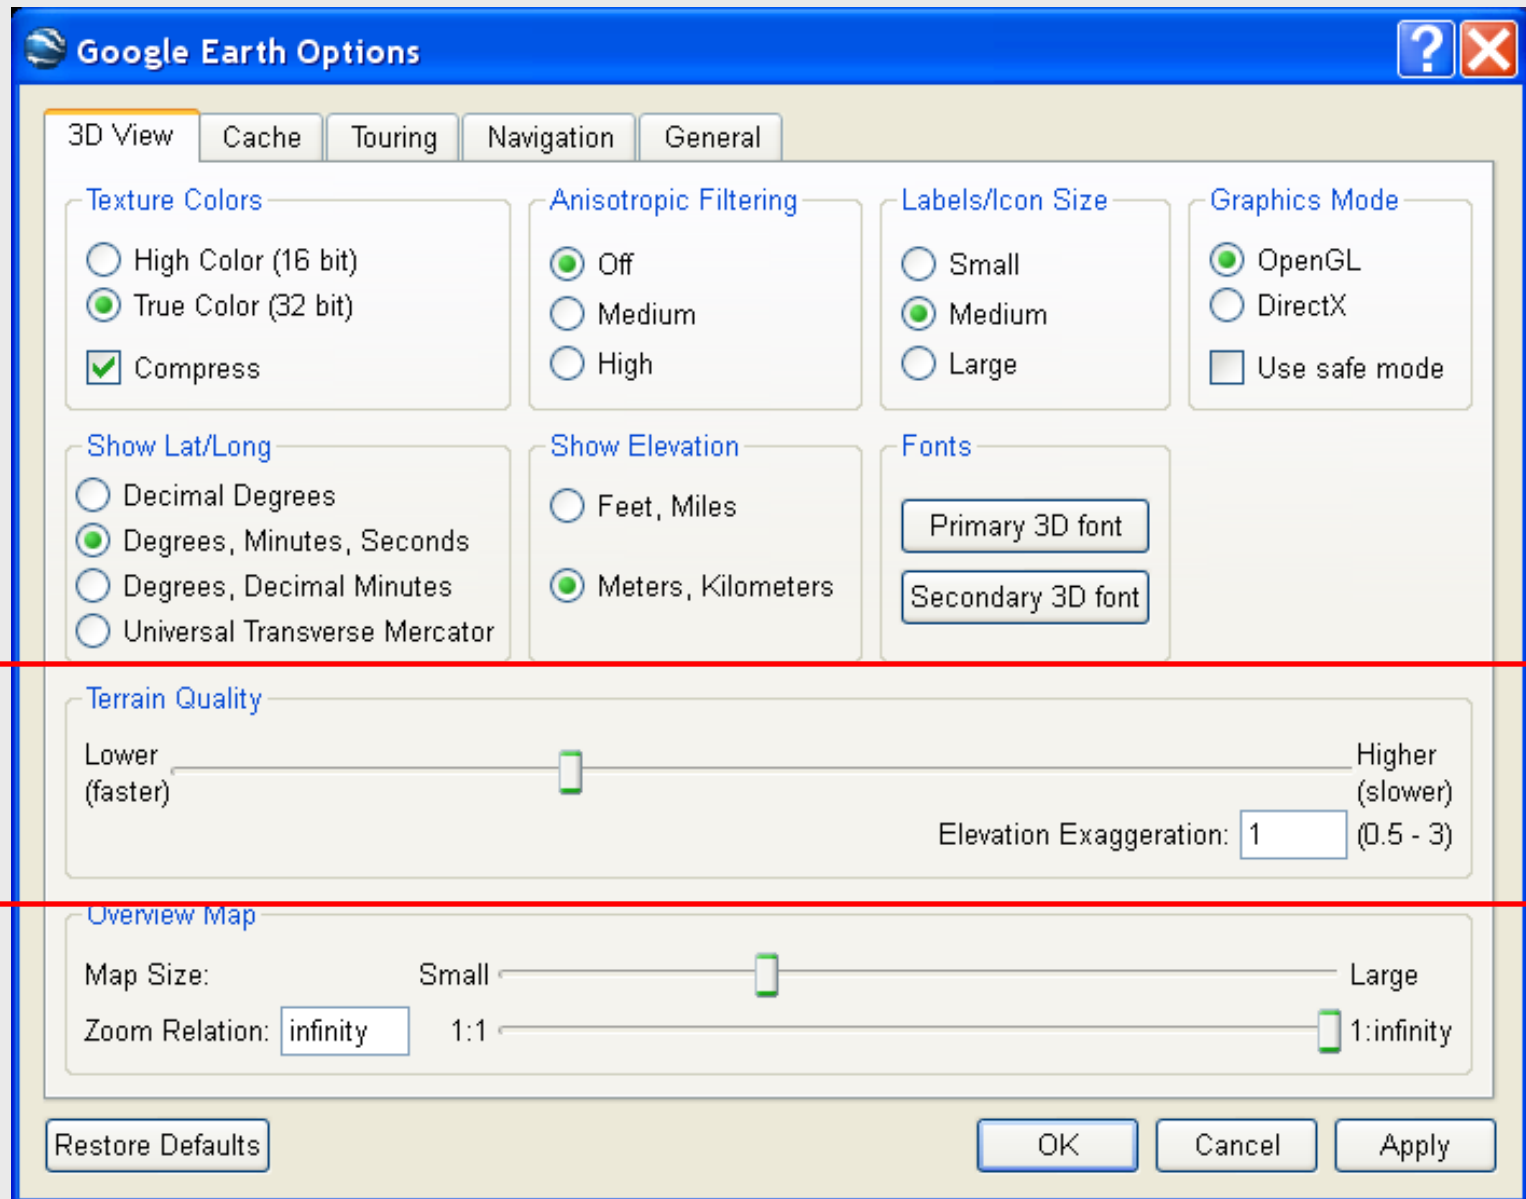 Google Earth Options
3D View Cache Touring Navigation General
Texture Colors
High Color (16 bit)
True Color (32 bit)
Compress
Anisotropic Filtering
Off
Medium
High
Labels/Icon Size
Small
Medium
Large
Graphics Mode
OpenGL
DirectX
Use safe mode
Show Lat/Long
Decimal Degrees
Degrees, Minutes, Seconds
Degrees, Decimal Minutes
Universal Transverse Mercator
Show Elevation
Feet, Miles
Meters, Kilometers
Fonts
Primary 3D font
Secondary 3D font
Terrain Quality
Lower
(faster)
Higher
(slower)
Elevation Exaggeration: 1 (0.5 - 3)
Overview Map
Map Size: Small Large
Zoom Relation: infinity 1:1 1:infinity
Restore Defaults OK Cancel Apply